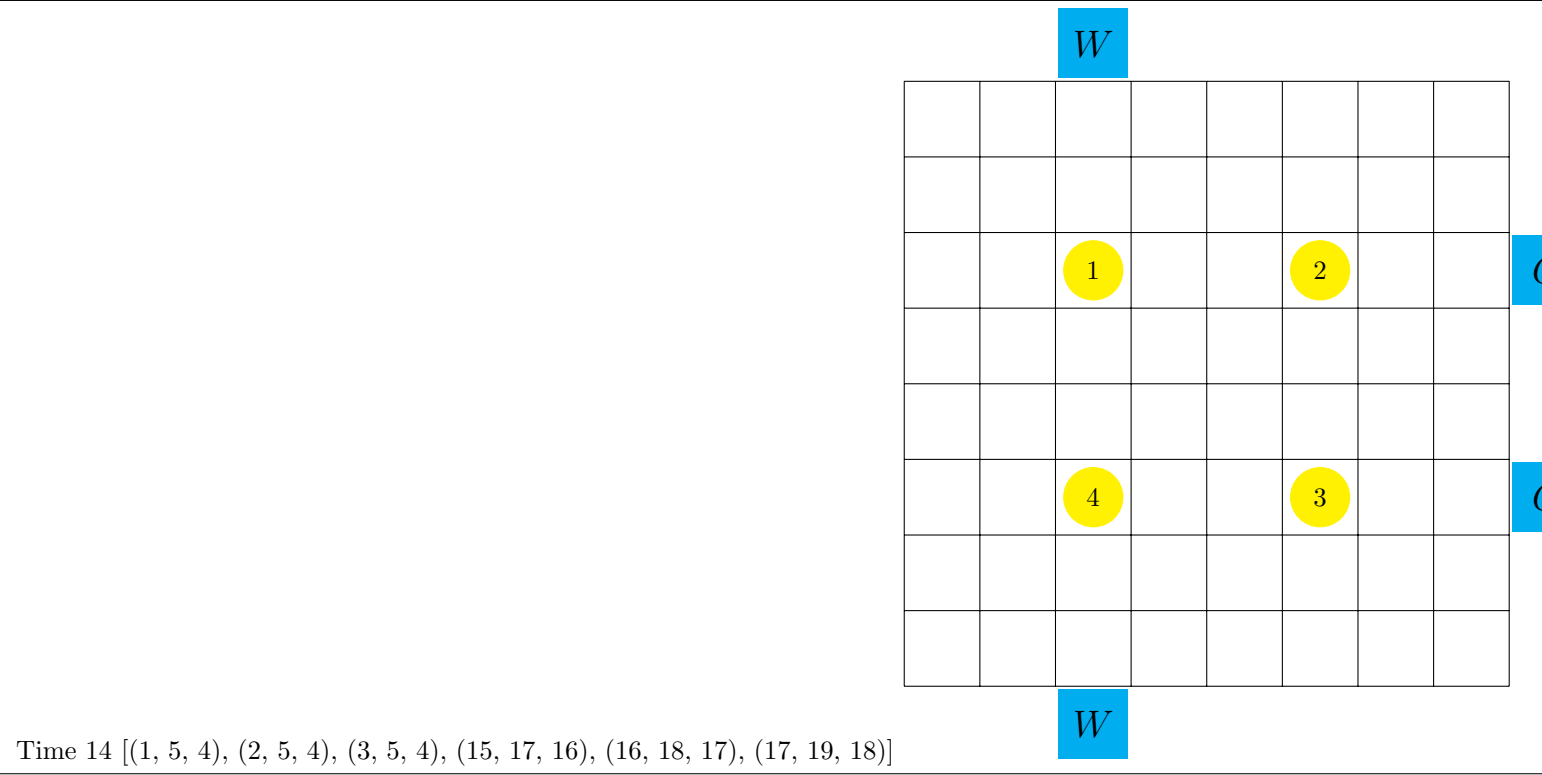 W
1 2
4 3
W
Time 14 [(1, 5, 4), (2, 5, 4), (3, 5, 4), (15, 17, 16), (16, 18, 17), (17, 19, 18)]